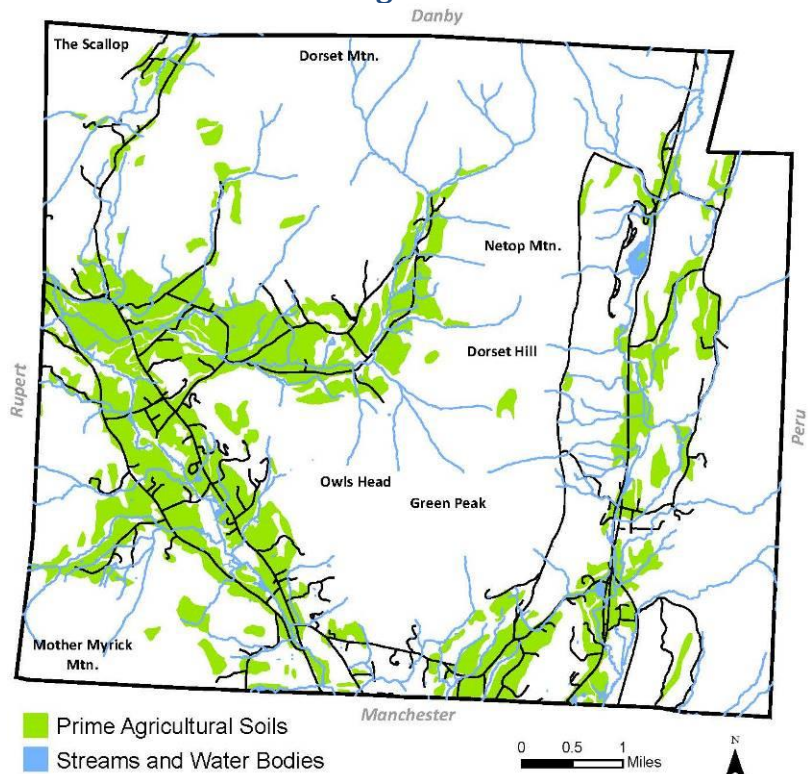 Danby
The Scallop
Dorset Mtn.
Netop Mtn.
Dorset Hill
Rupert
Peru
Owls Head
Green Peak
Mother Myrick
Mtn.
Manchester
Prime Agricultural Soils
Streams and Water Bodies
0 0.5 1
Miles
N